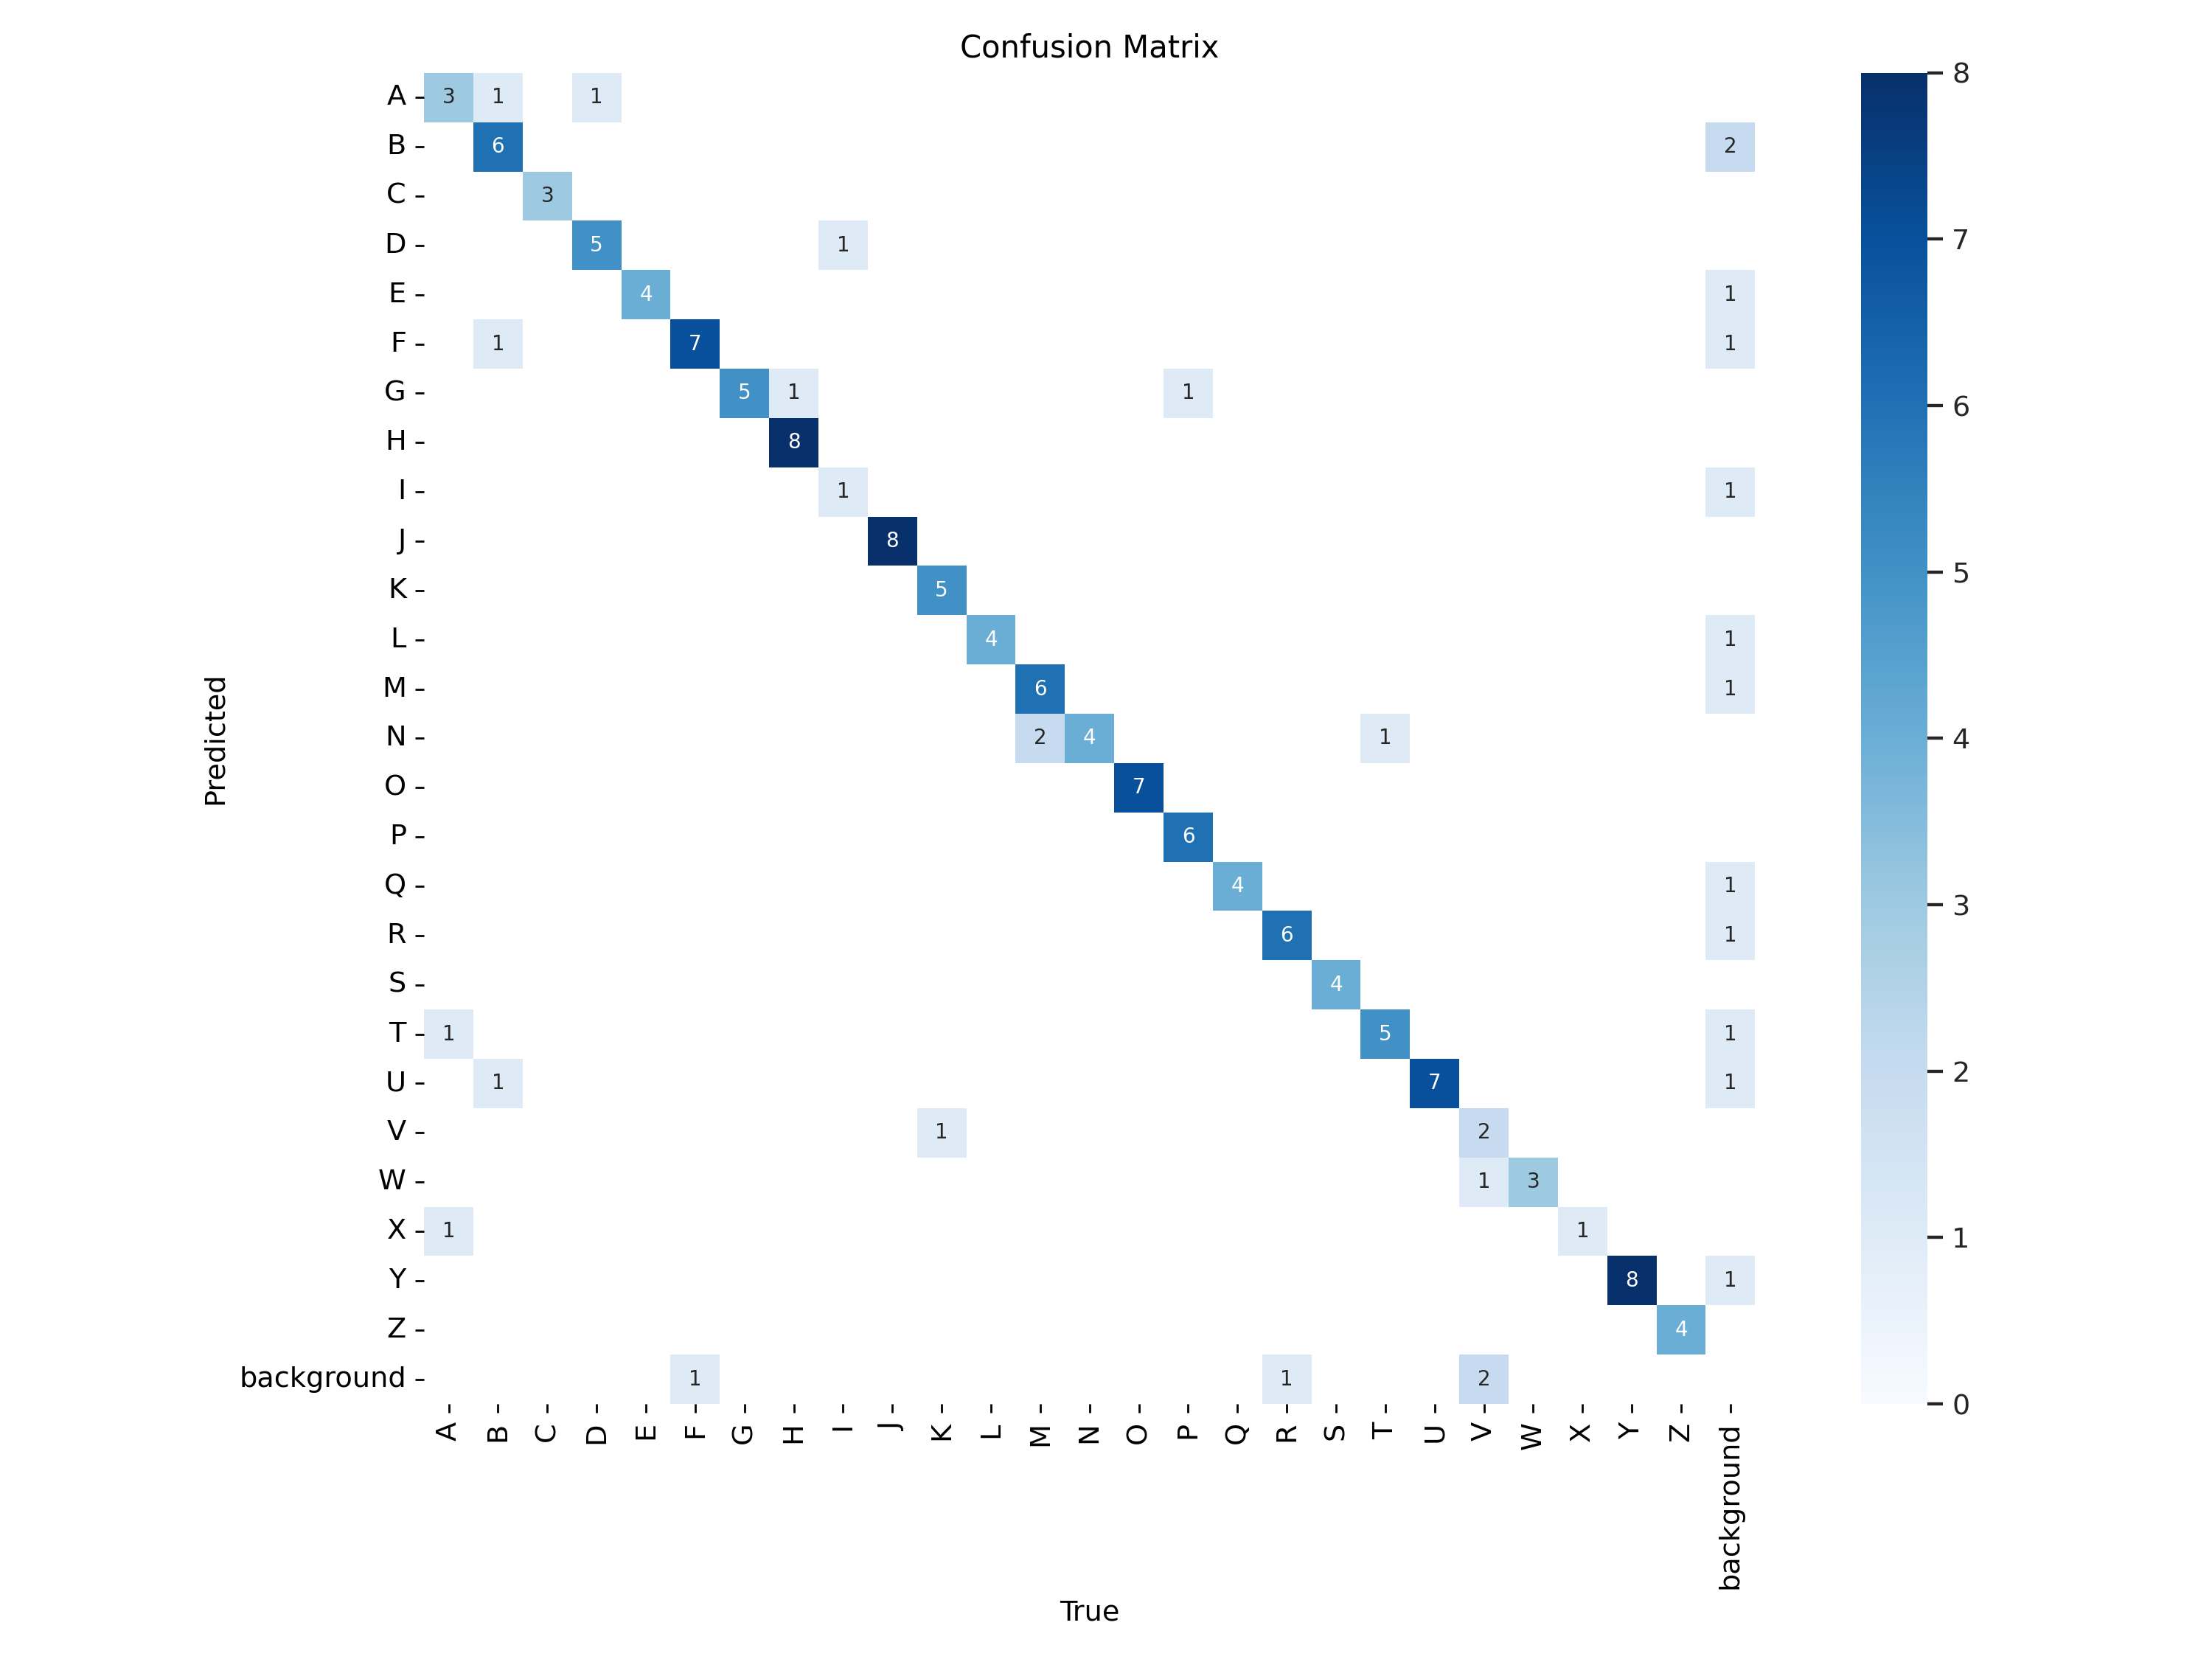 Confusion Matrix
A 3 1 1
B 6 2
C 3
D 5 1
E 4 1
F 1 7 1
G 5 1 1
H 8
I 1 1
J 8
K 5
L 4 1
M 6 1
N 2 4 1
O 7
P 6
Q 4 1
R 6 1
S 4
T 1 5 1
U 1 7 1
V 1 2
W 1 3
X 1 1
Y 8 1
Z 4
background 1 1 2
A B C D E F G H I J K L M N O P Q R S T U V W X Y Z background
True
Predicted
8
7
6
5
4
3
2
1
0